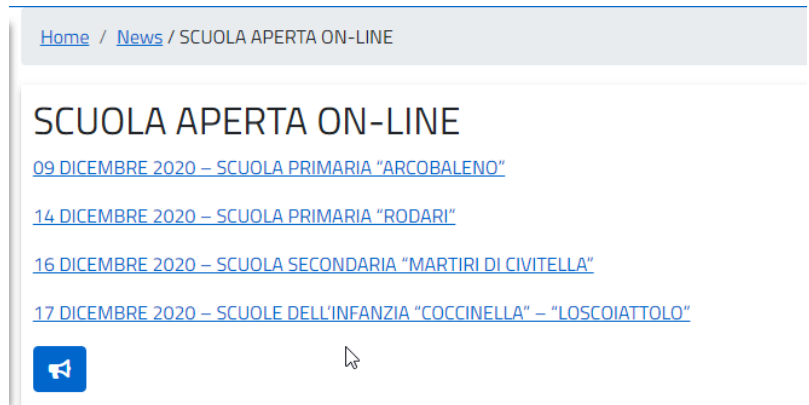 Home / News / SCUOLA APERTA ON-LINE
SCUOLA APERTA ON-LINE
09 DICEMBRE 2020 – SCUOLA PRIMARIA “ARCOBALENO”
14 DICEMBRE 2020 – SCUOLA PRIMARIA “RODARI”
16 DICEMBRE 2020 – SCUOLA SECONDARIA “MARTIRI DI CIVITELLA”
17 DICEMBRE 2020 – SCUOLE DELL’INFANZIA “COCCINELLA” – “LOSCOIATTOLO”